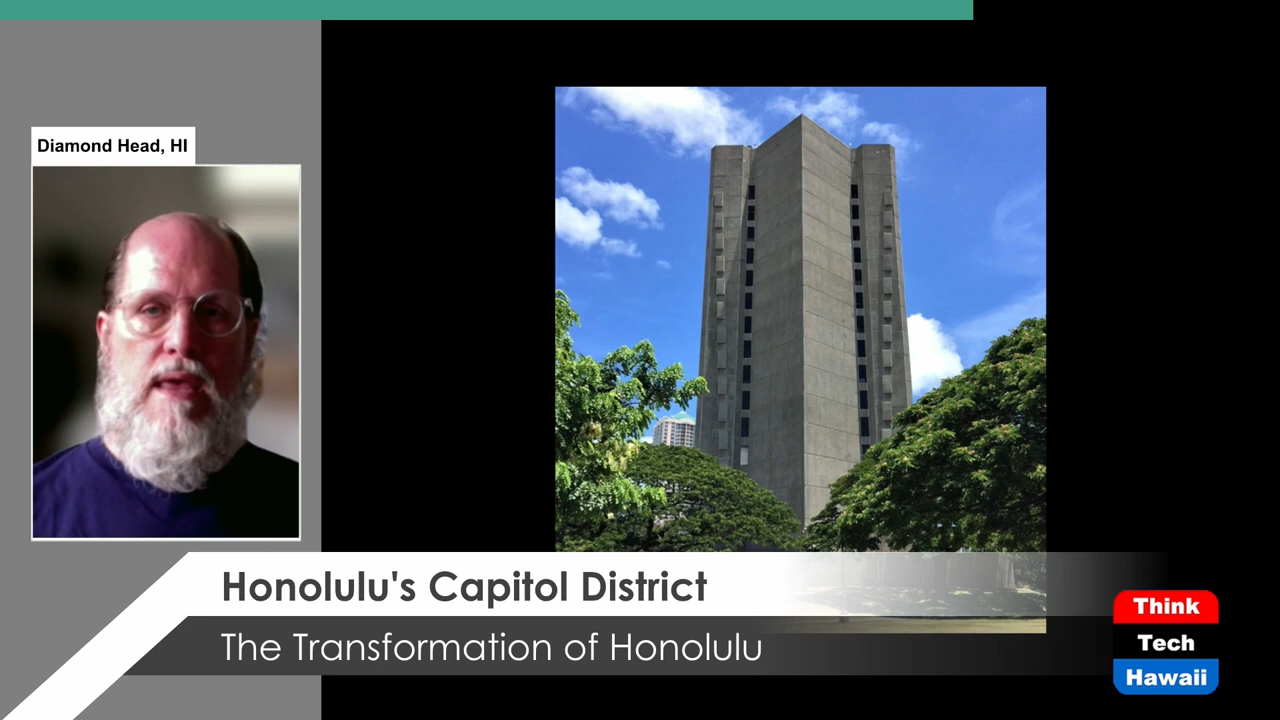 Diamond Head, HI
Honolulu's Capitol District
The Transformation of Honolulu
Think
Tech
Hawaii